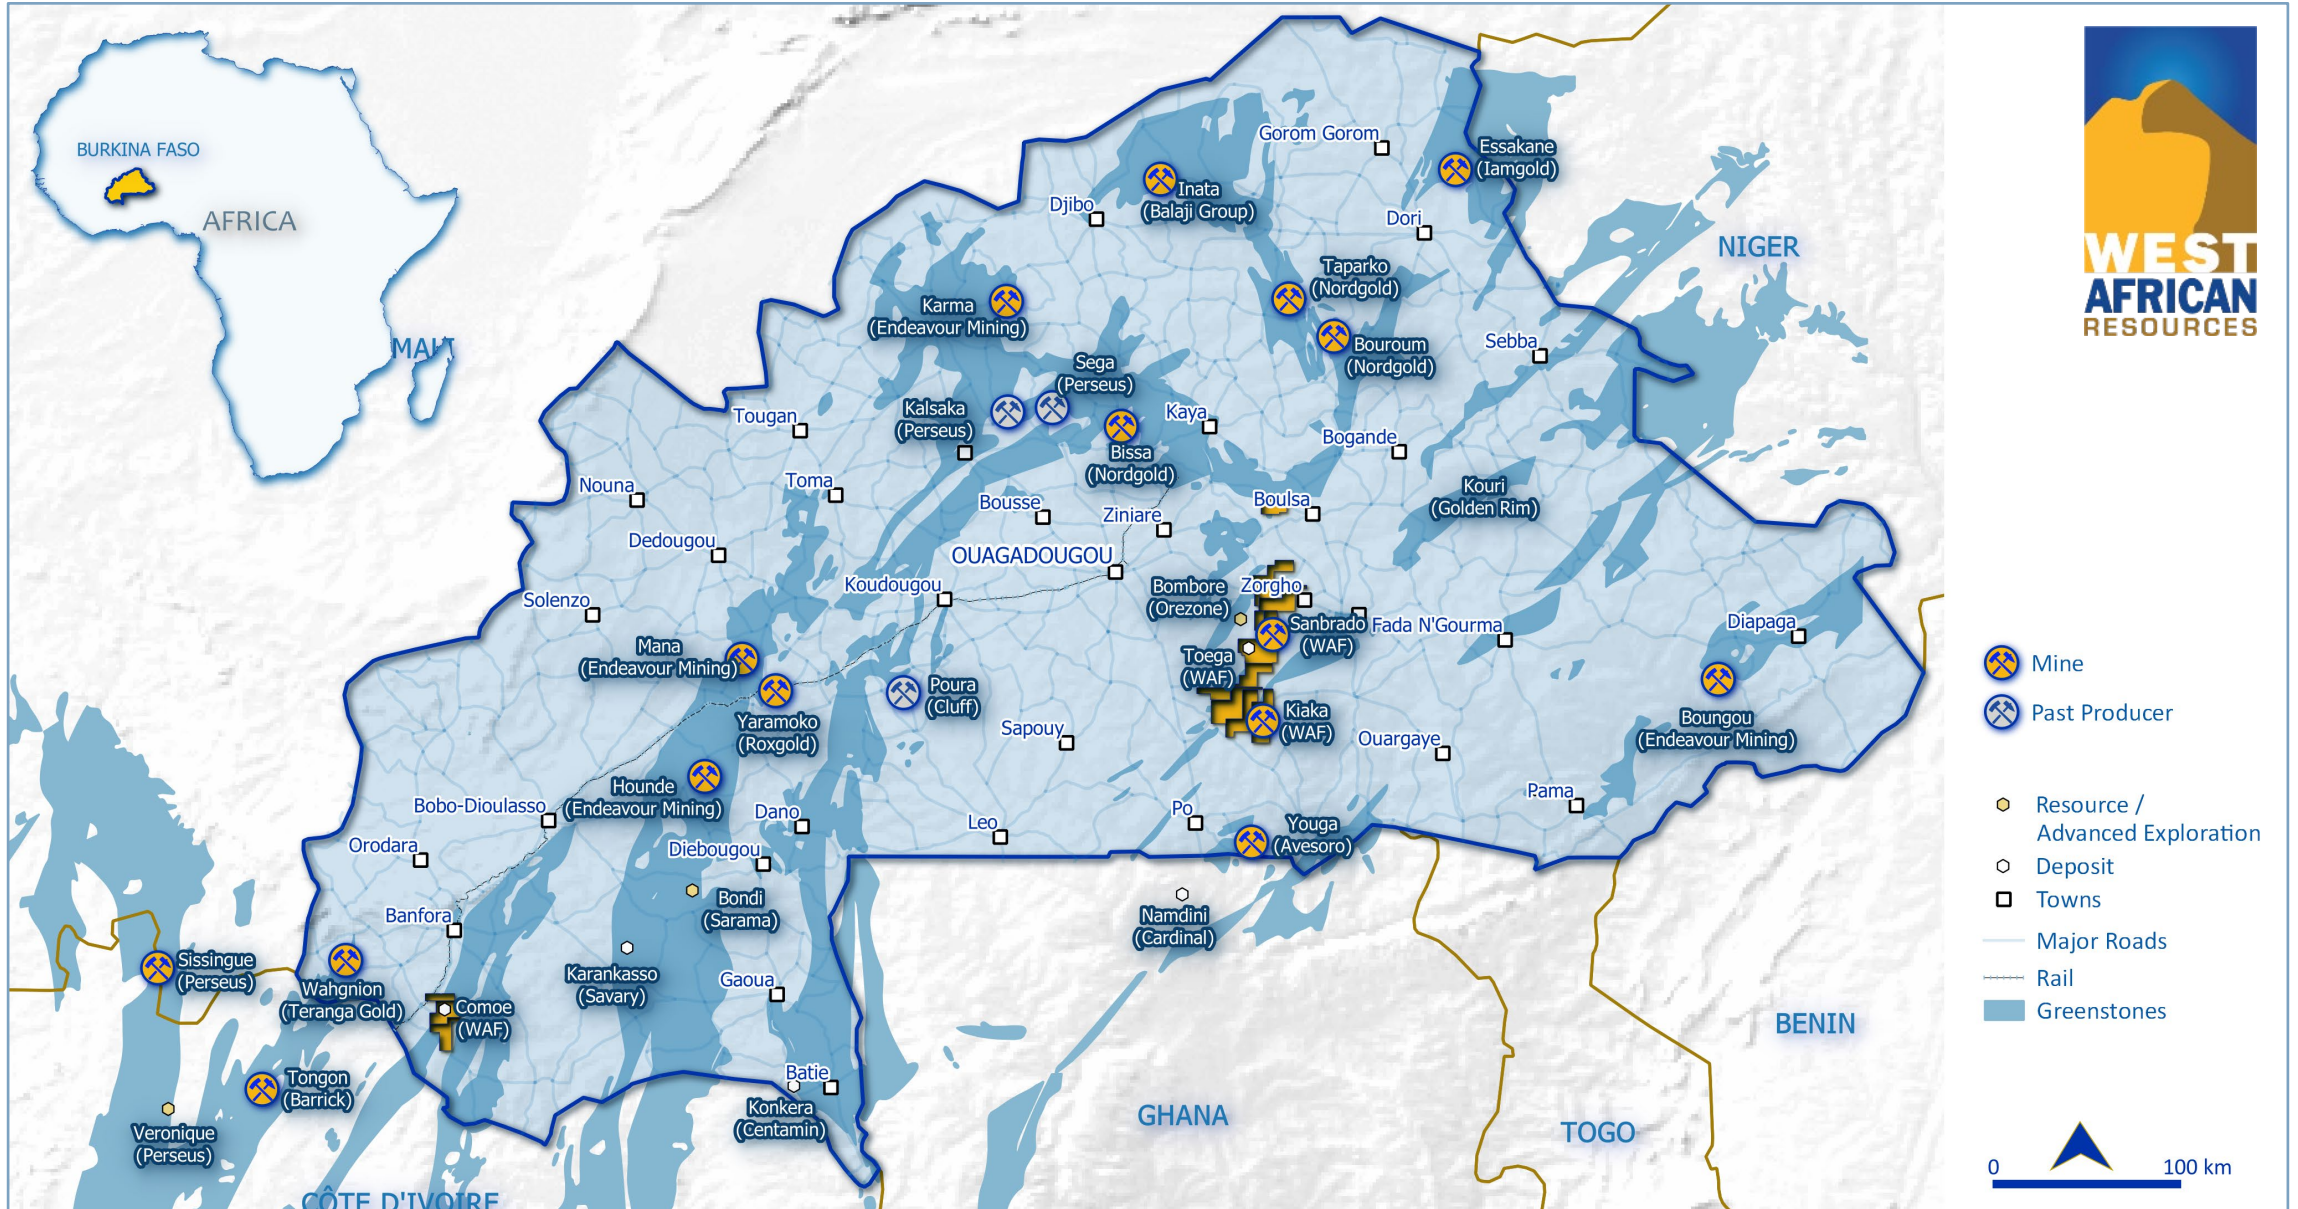 BURKINA FASO
AFRICA
MALI
NIGER
BENIN
TOGO
GHANA
CÔTE D'IVOIRE
Gorom Gorom
Essakane
(Iamgold)
Inata
(Balaji Group)
Djibo
Dori
Taparko
(Nordgold)
Karma
(Endeavour Mining)
Bouroum
(Nordgold)
Sebba
Sega
(Perseus)
Kalsaka
(Perseus)
Kaya
Tougan
Bissa
(Nordgold)
Bogande
Nouna
Toma
Bousse
Ziniare
Boulsa
Kouri
(Golden Rim)
Dedougou
OUAGADOUGOU
Koudougou
Bombore
(Orezone)
Zorgho
Solenzo
Sanbrado
(WAF)
Fada N'Gourma
Diapaga
Mana
(Endeavour Mining)
Toega
(WAF)
Poura
(Cluff)
Yaramoko
(Roxgold)
Kiaka
(WAF)
Sapouy
Ouargaye
Boungou
(Endeavour Mining)
Hounde
(Endeavour Mining)
Bobo-Dioulasso
Dano
Leo
Po
Youga
(Avesoro)
Pama
Orodara
Diebougou
Bondi
(Sarama)
Namdini
(Cardinal)
Banfora
Sissingue
(Perseus)
Wahgnion
(Teranga Gold)
Karankasso
(Savary)
Gaoua
Comoe
(WAF)
Tongon
(Barrick)
Batie
Konkera
(Centamin)
Veronique
(Perseus)
WEST
AFRICAN
RESOURCES
Mine
Past Producer
Resource /
Advanced Exploration
Deposit
Towns
Major Roads
Rail
Greenstones
0 100 km